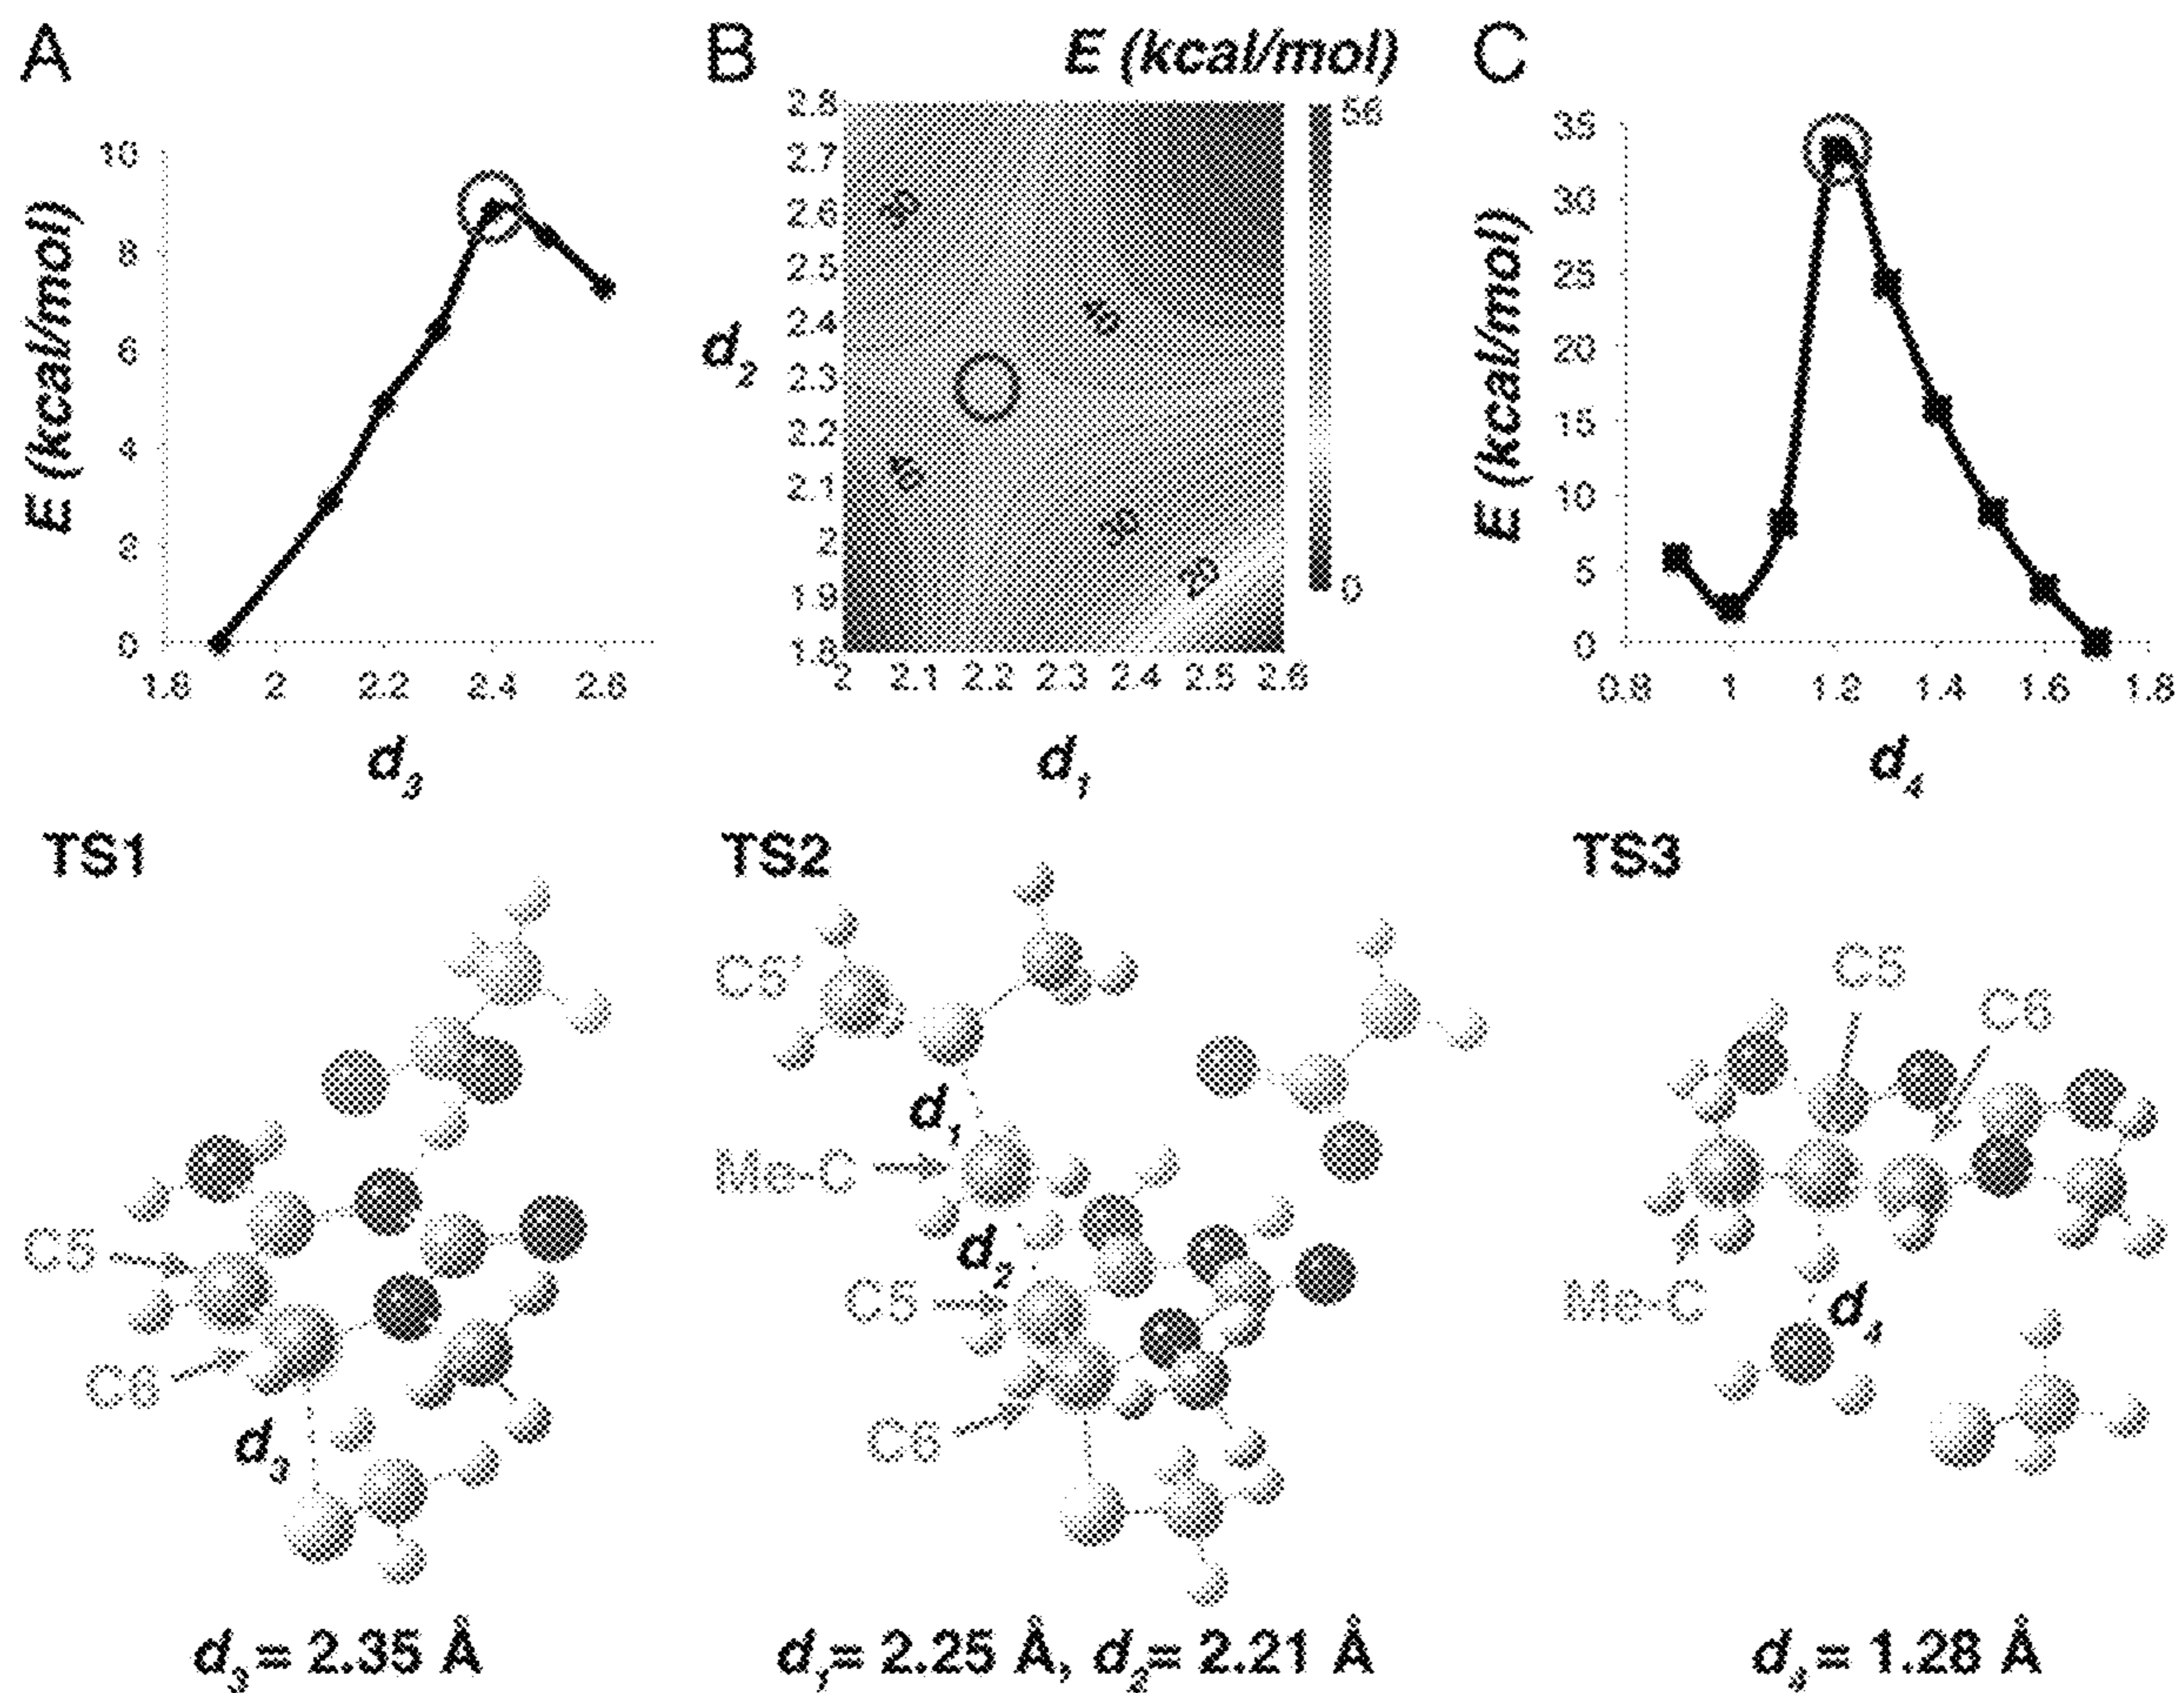 A
E (kcal/mol)
10
8
6
4
2
0
1.8 2 2.2 2.4 2.6
d3
B
E (kcal/mol)
56
0
d2
2.8
2.7
2.6
2.5
2.4
2.3
2.2
2.1
2
1.9
1.8
30
40
40
30
20
2 2.1 2.2 2.3 2.4 2.5 2.6
d1
C
E (kcal/mol)
35
30
25
20
15
10
5
0
0.8 1 1.2 1.4 1.6 1.8
d4
TS1
C5
C6
d3
d3= 2.35 Å
TS2
C5'
d1
Me-C
d2
C5
C6
d1= 2.25 Å, d2= 2.21 Å
TS3
C5
C6
Me-C
d4
d4= 1.28 Å